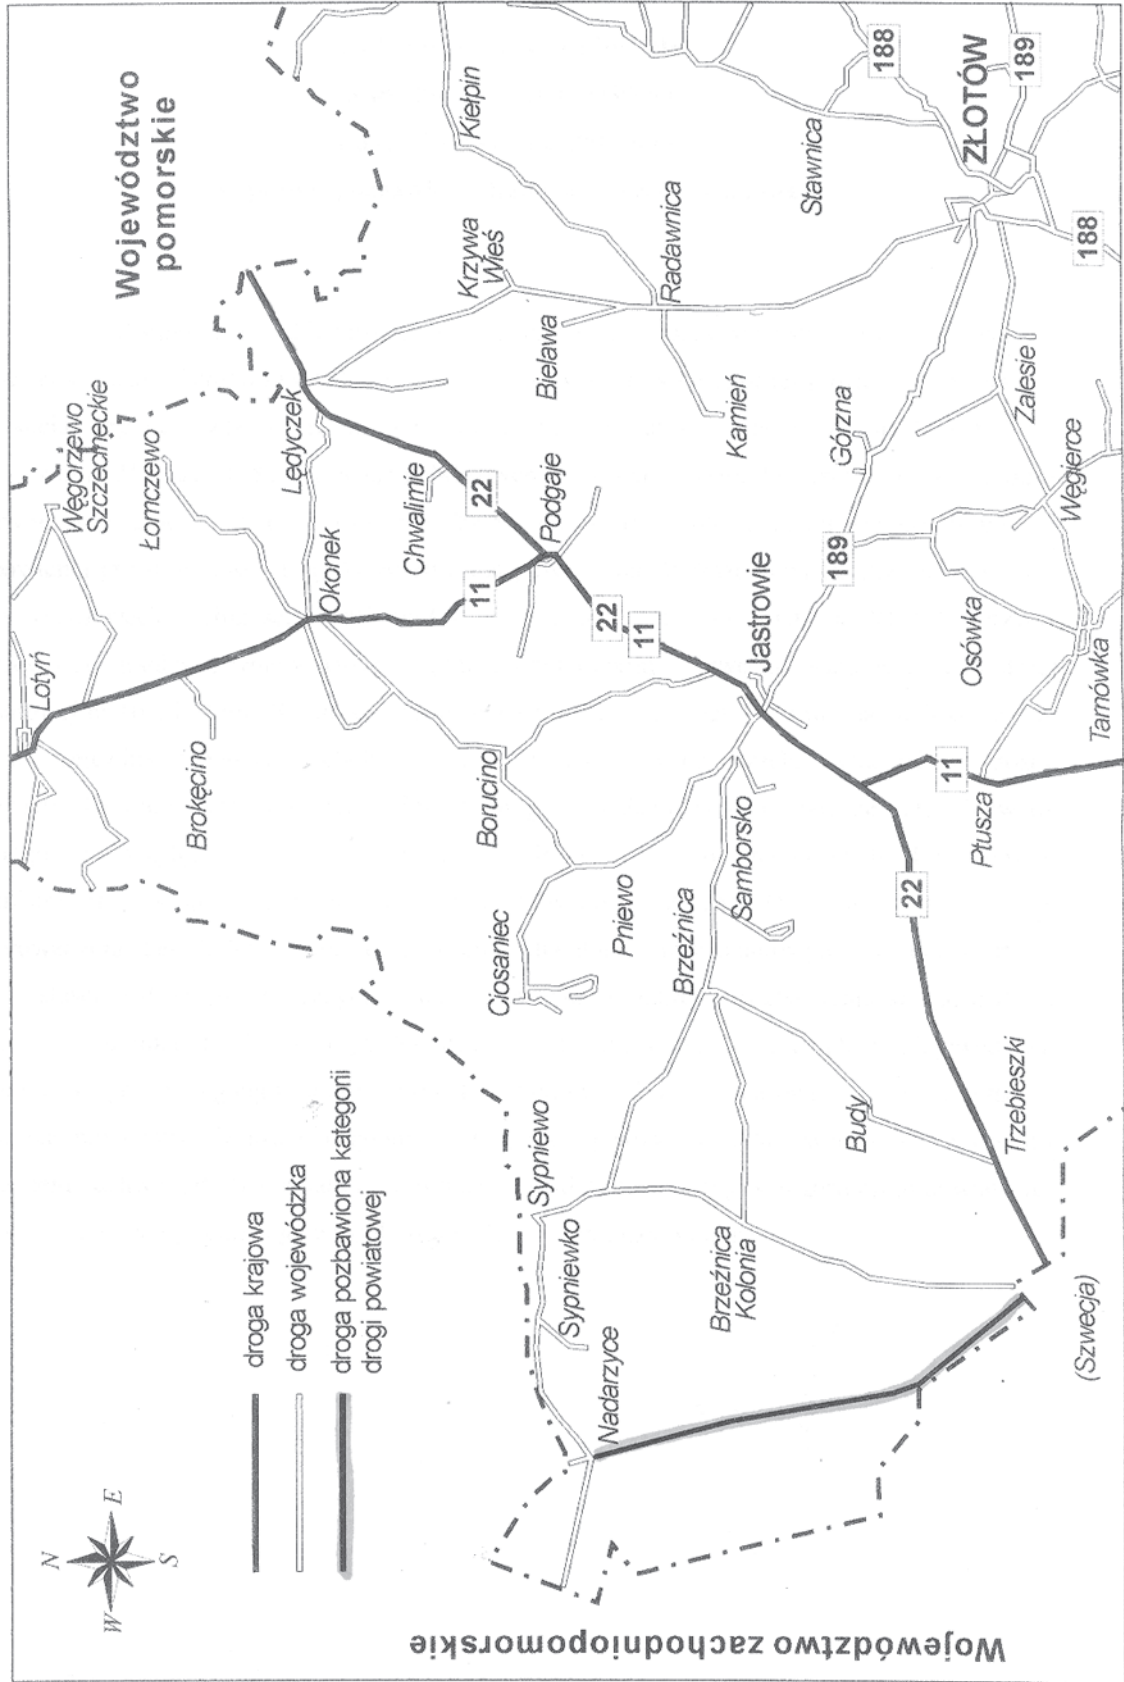 N
W
E
S
droga krajowa
droga wojewódzka
droga pozbawiona kategorii
drogi powiatowej
Województwo
pomorskie
Województwo zachodniopomorskie
Lotyń
Węgorzewo
Szczecineckie
Łomczewo
Brokęcino
Okonek
Lędyczek
Chwalimie
22
11
Podgaje
22
11
Krzywa
Wieś
Kiełpin
Bielawa
Radawnica
Kamień
Stawnica
188
ZŁOTÓW
189
188
Borucino
Ciosaniec
Pniewo
Jastrowie
189
Górzna
Zalesie
Węgierce
Osówka
Tarnówka
11
Ptusza
Samborsko
Brzeźnica
22
Sypniewo
Sypniewko
Nadarzyce
Brzeźnica
Kolonia
Budy
Trzebieszki
(Szwecja)